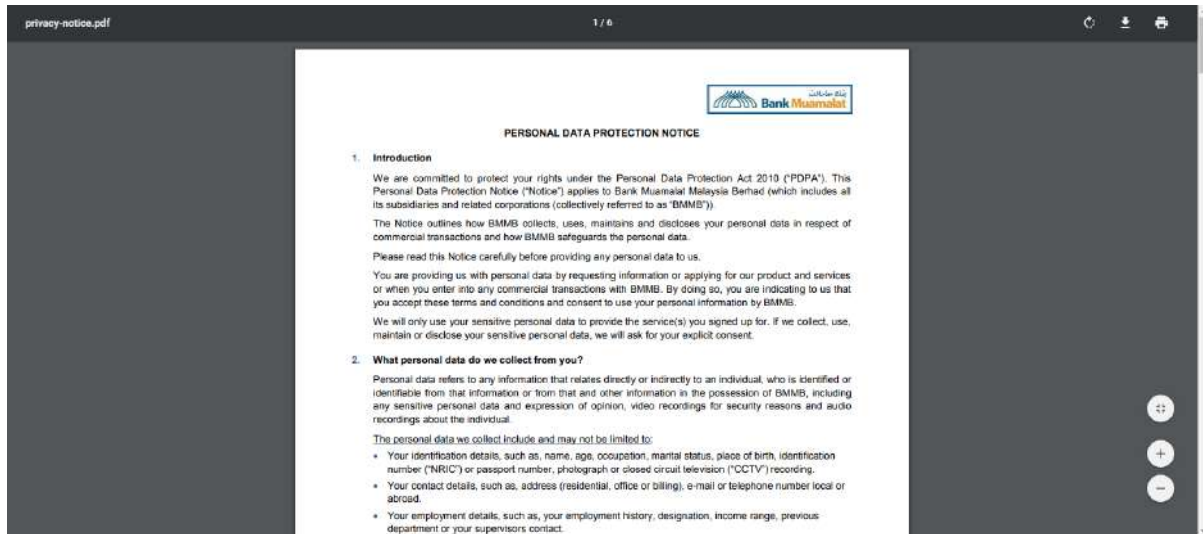 privacy-notice.pdf
1 / 6
Bank Muamalat
PERSONAL DATA PROTECTION NOTICE
1. Introduction
We are committed to protect your rights under the Personal Data Protection Act 2010 ("PDPA"). This
Personal Data Protection Notice ("Notice") applies to Bank Muamalat Malaysia Berhad (which includes all
its subsidiaries and related corporations (collectively referred to as "BMMB")).
The Notice outlines how BMMB collects, uses, maintains and discloses your personal data in respect of
commercial transactions and how BMMB safeguards the personal data.
Please read this Notice carefully before providing any personal data to us.
You are providing us with personal data by requesting information or applying for our product and services
or when you enter into any commercial transactions with BMMB. By doing so, you are indicating to us that
you accept these terms and conditions and consent to use your personal information by BMMB.
We will only use your sensitive personal data to provide the service(s) you signed up for. If we collect, use,
maintain or disclose your sensitive personal data, we will ask for your explicit consent.
2. What personal data do we collect from you?
Personal data refers to any information that relates directly or indirectly to an individual, who is identified or
identifiable from that information or from that and other information in the possession of BMMB, including
any sensitive personal data and expression of opinion, video recordings for security reasons and audio
recordings about the individual.
The personal data we collect include and may not be limited to:
• Your identification details, such as, name, age, occupation, marital status, place of birth, identification
number ("NRIC") or passport number, photograph or closed circuit television ("CCTV") recording.
• Your contact details, such as, address (residential, office or billing), e-mail or telephone number local or
abroad.
• Your employment details, such as, your employment history, designation, income range, previous
department or your supervisors contact.